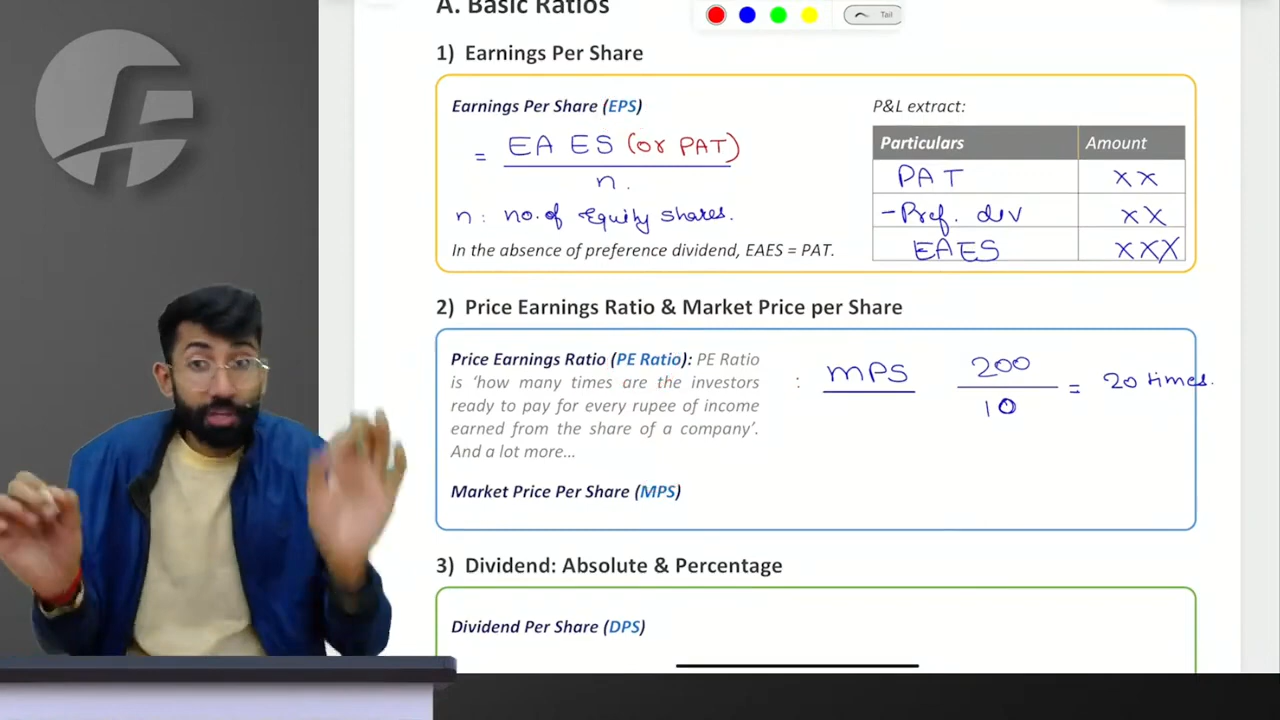 A. Basic Ratios
Tail
1) Earnings Per Share
Earnings Per Share (EPS)
= EAES (or PAT)
n.
n: no. of Equity shares.
In the absence of preference dividend, EAES = PAT.
P&L extract:
Particulars Amount
PAT XX
- Pref. div XX
EAES XXX
2) Price Earnings Ratio & Market Price per Share
Price Earnings Ratio (PE Ratio): PE Ratio
is ‘how many times are the investors
ready to pay for every rupee of income
earned from the share of a company’.
And a lot more...
: MPS 200
10 = 20 times.
Market Price Per Share (MPS)
3) Dividend: Absolute & Percentage
Dividend Per Share (DPS)